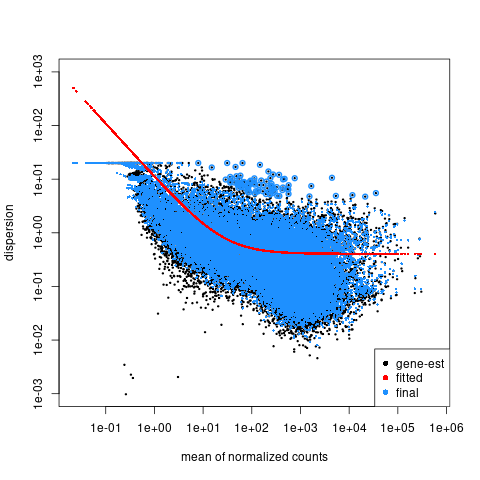 1e+03
1e+02
1e+01
1e+00
1e-01
1e-02
1e-03
dispersion
gene-est
fitted
final
1e-01 1e+00 1e+01 1e+02 1e+03 1e+04 1e+05 1e+06
mean of normalized counts